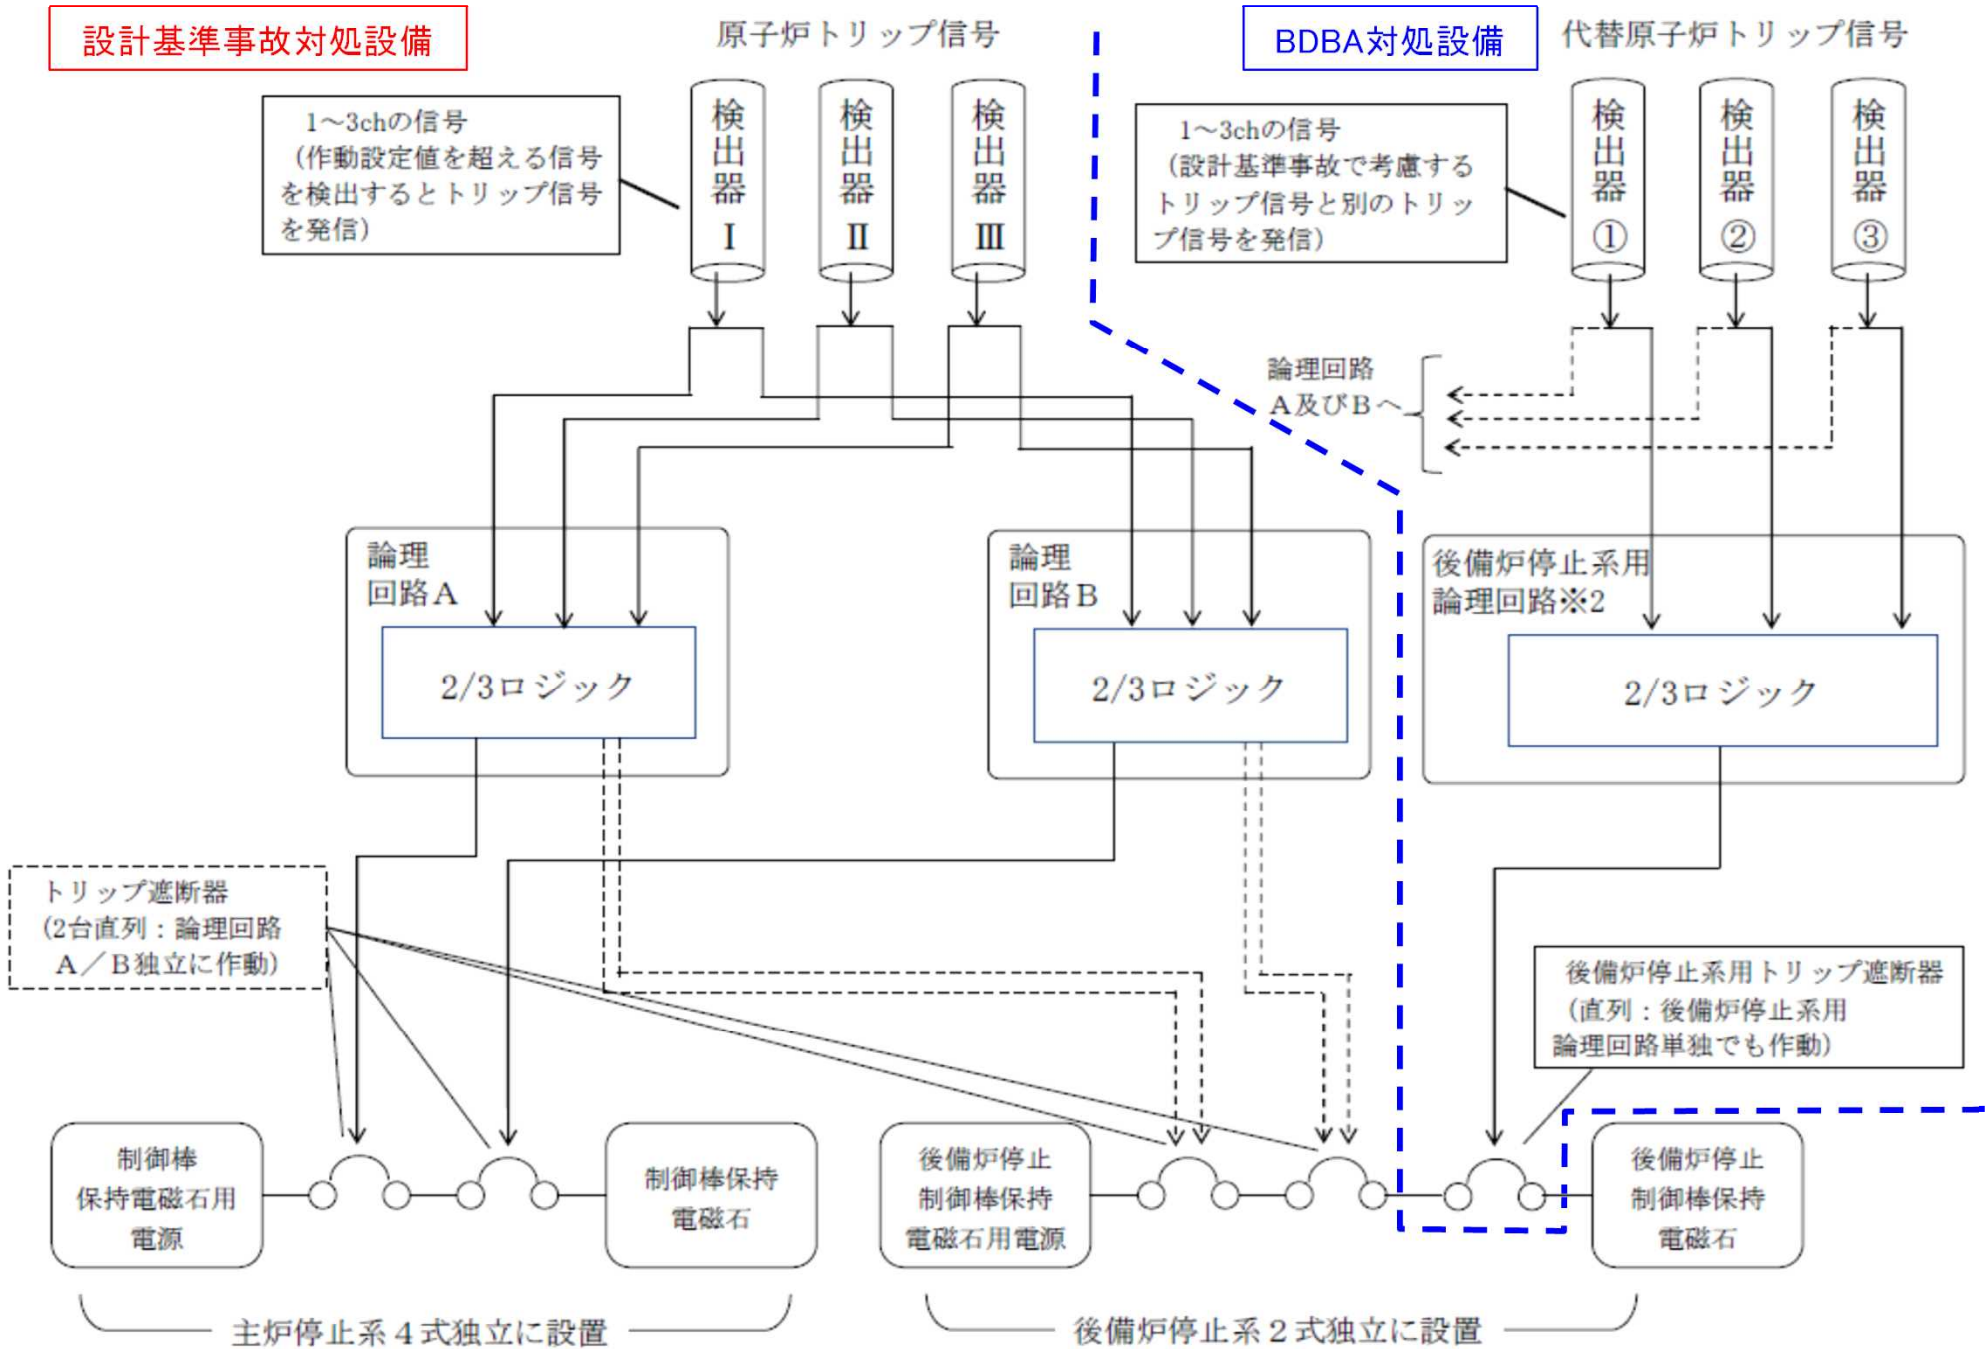 設計基準事故対処設備
原子炉トリップ信号
BDBA対処設備
代替原子炉トリップ信号
1～3chの信号
（作動設定値を超える信号
を検出するとトリップ信号
を発信）
検出器Ⅰ
検出器Ⅱ
検出器Ⅲ
1～3chの信号
（設計基準事故で考慮する
トリップ信号と別のトリッ
プ信号を発信）
検出器①
検出器②
検出器③
論理回路
A及びBへ
論理
回路A
2/3ロジック
論理
回路B
2/3ロジック
後備炉停止系用
論理回路※2
2/3ロジック
トリップ遮断器
（2台直列：論理回路
A／B独立に作動）
後備炉停止系用トリップ遮断器
（直列：後備炉停止系用
論理回路単独でも作動）
制御棒
保持電磁石用
電源
制御棒保持
電磁石
後備炉停止
制御棒保持
電磁石用電源
後備炉停止
制御棒保持
電磁石
主炉停止系４式独立に設置
後備炉停止系２式独立に設置